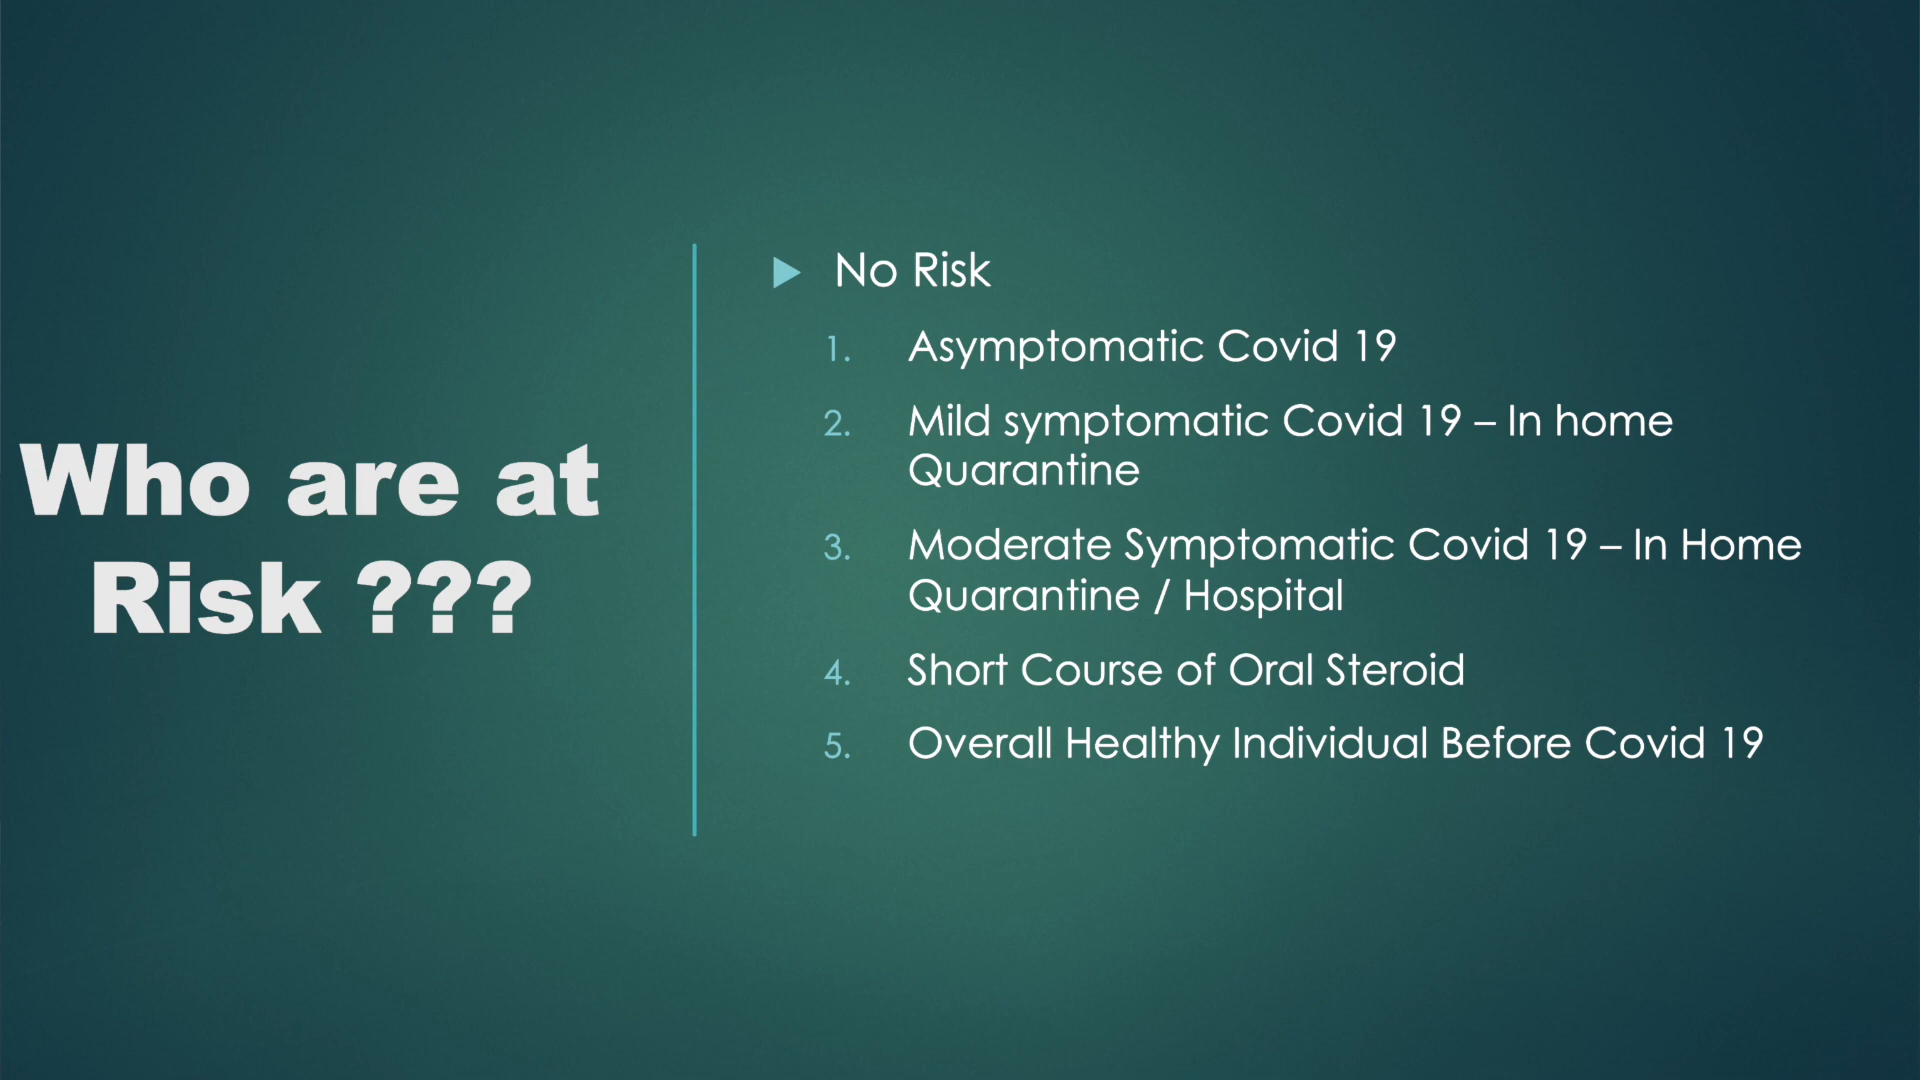 Who are at
Risk ???
No Risk
1. Asymptomatic Covid 19
2. Mild symptomatic Covid 19 – In home
Quarantine
3. Moderate Symptomatic Covid 19 – In Home
Quarantine / Hospital
4. Short Course of Oral Steroid
5. Overall Healthy Individual Before Covid 19